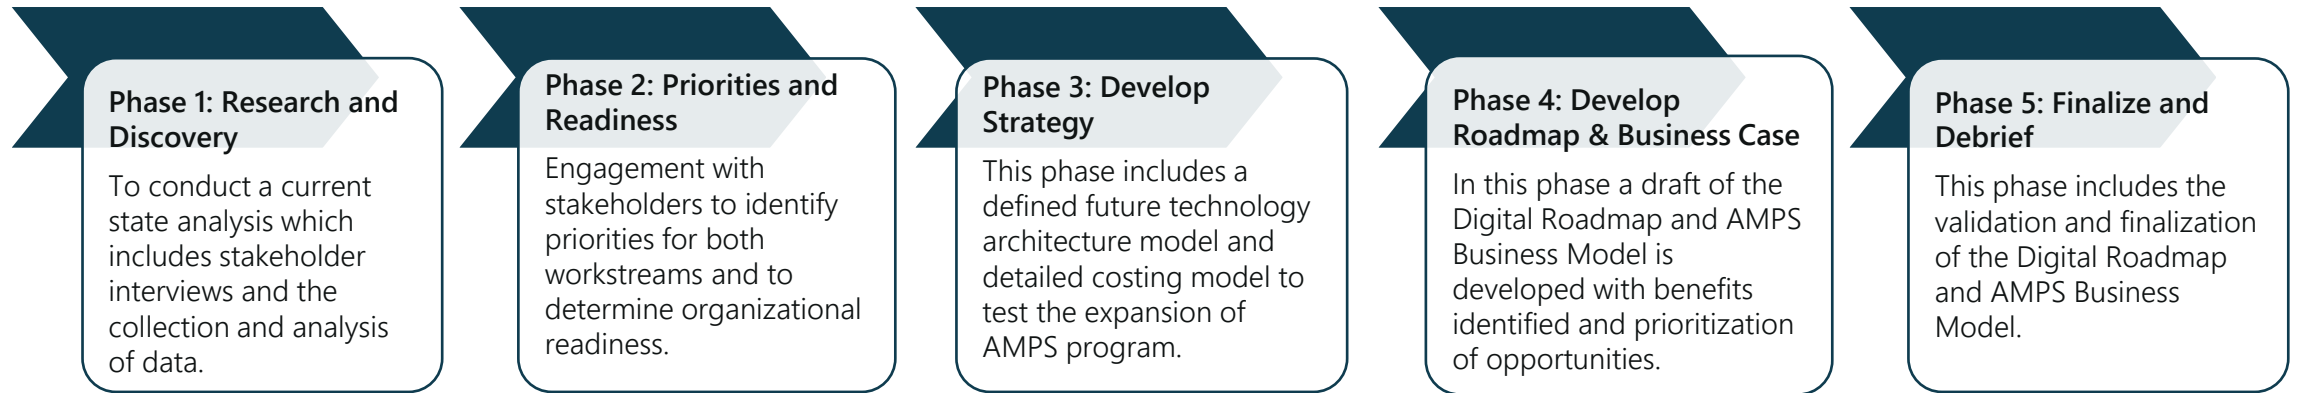 Phase 1: Research and
Discovery
To conduct a current
state analysis which
includes stakeholder
interviews and the
collection and analysis
of data.
Phase 2: Priorities and
Readiness
Engagement with
stakeholders to identify
priorities for both
workstreams and to
determine organizational
readiness.
Phase 3: Develop
Strategy
This phase includes a
defined future technology
architecture model and
detailed costing model to
test the expansion of
AMPS program.
Phase 4: Develop
Roadmap & Business Case
In this phase a draft of the
Digital Roadmap and AMPS
Business Model is
developed with benefits
identified and prioritization
of opportunities.
Phase 5: Finalize and
Debrief
This phase includes the
validation and finalization
of the Digital Roadmap
and AMPS Business
Model.